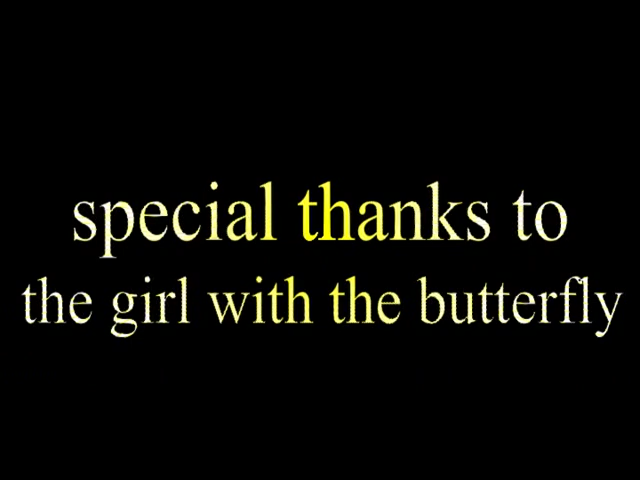 special thanks to
the girl with the butterfly